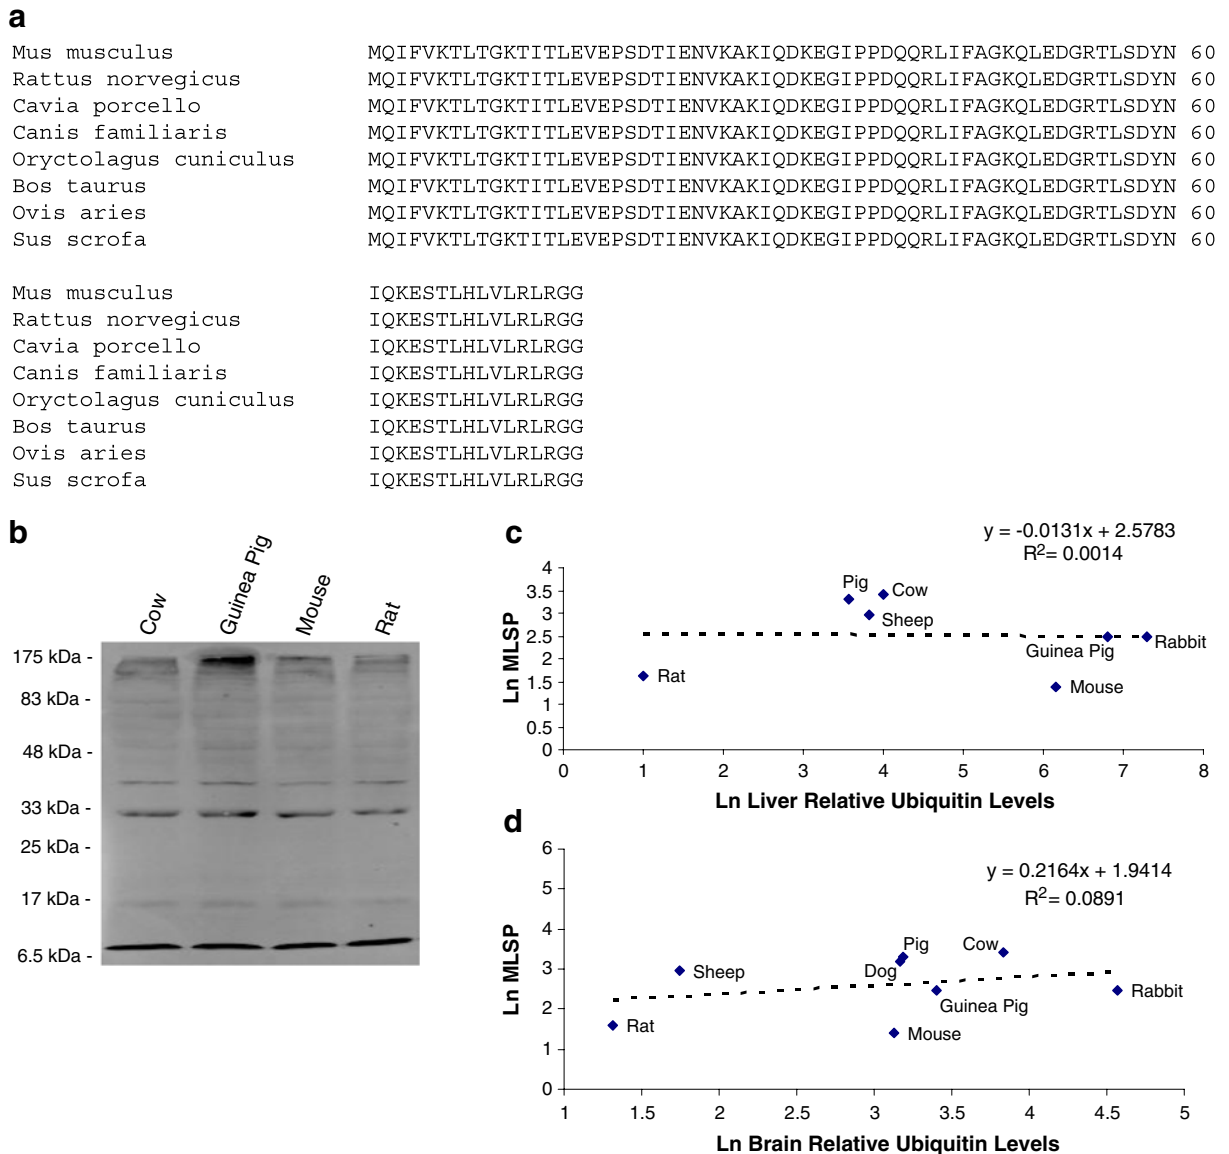 a
Mus musculus MQIFVKTLTGKTITLEVEPSDTIENVKAKIQDKEGIPPDQQRLIFAGKQLEDGRTLSDYN 60
Rattus norvegicus MQIFVKTLTGKTITLEVEPSDTIENVKAKIQDKEGIPPDQQRLIFAGKQLEDGRTLSDYN 60
Cavia porcello MQIFVKTLTGKTITLEVEPSDTIENVKAKIQDKEGIPPDQQRLIFAGKQLEDGRTLSDYN 60
Canis familiaris MQIFVKTLTGKTITLEVEPSDTIENVKAKIQDKEGIPPDQQRLIFAGKQLEDGRTLSDYN 60
Oryctolagus cuniculus MQIFVKTLTGKTITLEVEPSDTIENVKAKIQDKEGIPPDQQRLIFAGKQLEDGRTLSDYN 60
Bos taurus MQIFVKTLTGKTITLEVEPSDTIENVKAKIQDKEGIPPDQQRLIFAGKQLEDGRTLSDYN 60
Ovis aries MQIFVKTLTGKTITLEVEPSDTIENVKAKIQDKEGIPPDQQRLIFAGKQLEDGRTLSDYN 60
Sus scrofa MQIFVKTLTGKTITLEVEPSDTIENVKAKIQDKEGIPPDQQRLIFAGKQLEDGRTLSDYN 60
Mus musculus IQKESTLHLVLRLRGG
Rattus norvegicus IQKESTLHLVLRLRGG
Cavia porcello IQKESTLHLVLRLRGG
Canis familiaris IQKESTLHLVLRLRGG
Oryctolagus cuniculus IQKESTLHLVLRLRGG
Bos taurus IQKESTLHLVLRLRGG
Ovis aries IQKESTLHLVLRLRGG
Sus scrofa IQKESTLHLVLRLRGG
b
Cow
Guinea Pig
Mouse
Rat
175 kDa -
83 kDa -
48 kDa -
33 kDa -
25 kDa -
17 kDa -
6.5 kDa -
c
y = -0.0131x + 2.5783
R2= 0.0014
Ln MLSP
4
3.5
3
2.5
2
1.5
1
0.5
0
Pig
Cow
Sheep
Guinea Pig
Rabbit
Rat
Mouse
0 1 2 3 4 5 6 7 8
Ln Liver Relative Ubiquitin Levels
d
y = 0.2164x + 1.9414
R2= 0.0891
Ln MLSP
6
5
4
3
2
1
0
Pig
Cow
Dog
Sheep
Rabbit
Guinea Pig
Rat
Mouse
1 1.5 2 2.5 3 3.5 4 4.5 5
Ln Brain Relative Ubiquitin Levels